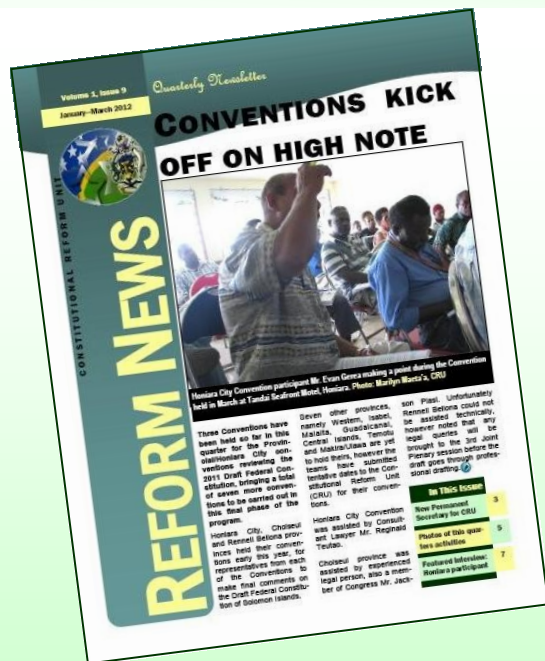 Quarterly Newsletter
Volume 1, Issue 9
January–March 2012
CONVENTIONS KICK
OFF ON HIGH NOTE
CONSTITUTIONAL REFORM UNIT
REFORM NEWS
Honiara City Convention participant Mr. Evan Gerea making a point during the Convention
held in March at Tandai Seafront Motel, Honiara. Photo: Marilyn Maeta'a, CRU
Three Conventions have
been held so far in this
quarter for the Provin-
cial/Honiara City con-
ventions reviewing the
2011 Draft Federal Con-
stitution, bringing a total
of seven more conven-
tions to be carried out in
this final phase of the
program.
Honiara City, Choiseul
and Rennell Bellona prov-
inces held their conven-
tions early this year, for
representatives from each
of the Conventions to
make final comments on
the Draft Federal Constitu-
tion of Solomon Islands.
Seven other provinces,
namely Western, Isabel,
Malaita, Guadalcanal,
Central Islands, Temotu
and Makira/Ulawa are yet
to hold theirs, however the
teams have submitted
tentative dates to the Con-
stitutional Reform Unit
(CRU) for their conven-
tions.
Honiara City Convention
was assisted by Consult-
ant Lawyer Mr. Reginald
Teutao.
Choiseul province was
assisted by experienced
legal person, also a mem-
ber of Congress Mr. Jack-
son Piasi. Unfortunately
Rennell Bellona could not
be assisted technically,
however noted that any
legal queries will be
brought to the 3rd Joint
Plenary session before the
draft goes through profes-
sional drafting.
In This Issue
New Permanent
Secretary for CRU 3
Photos of this quar-
ters activities 5
Featured Interview:
Honiara participant 7